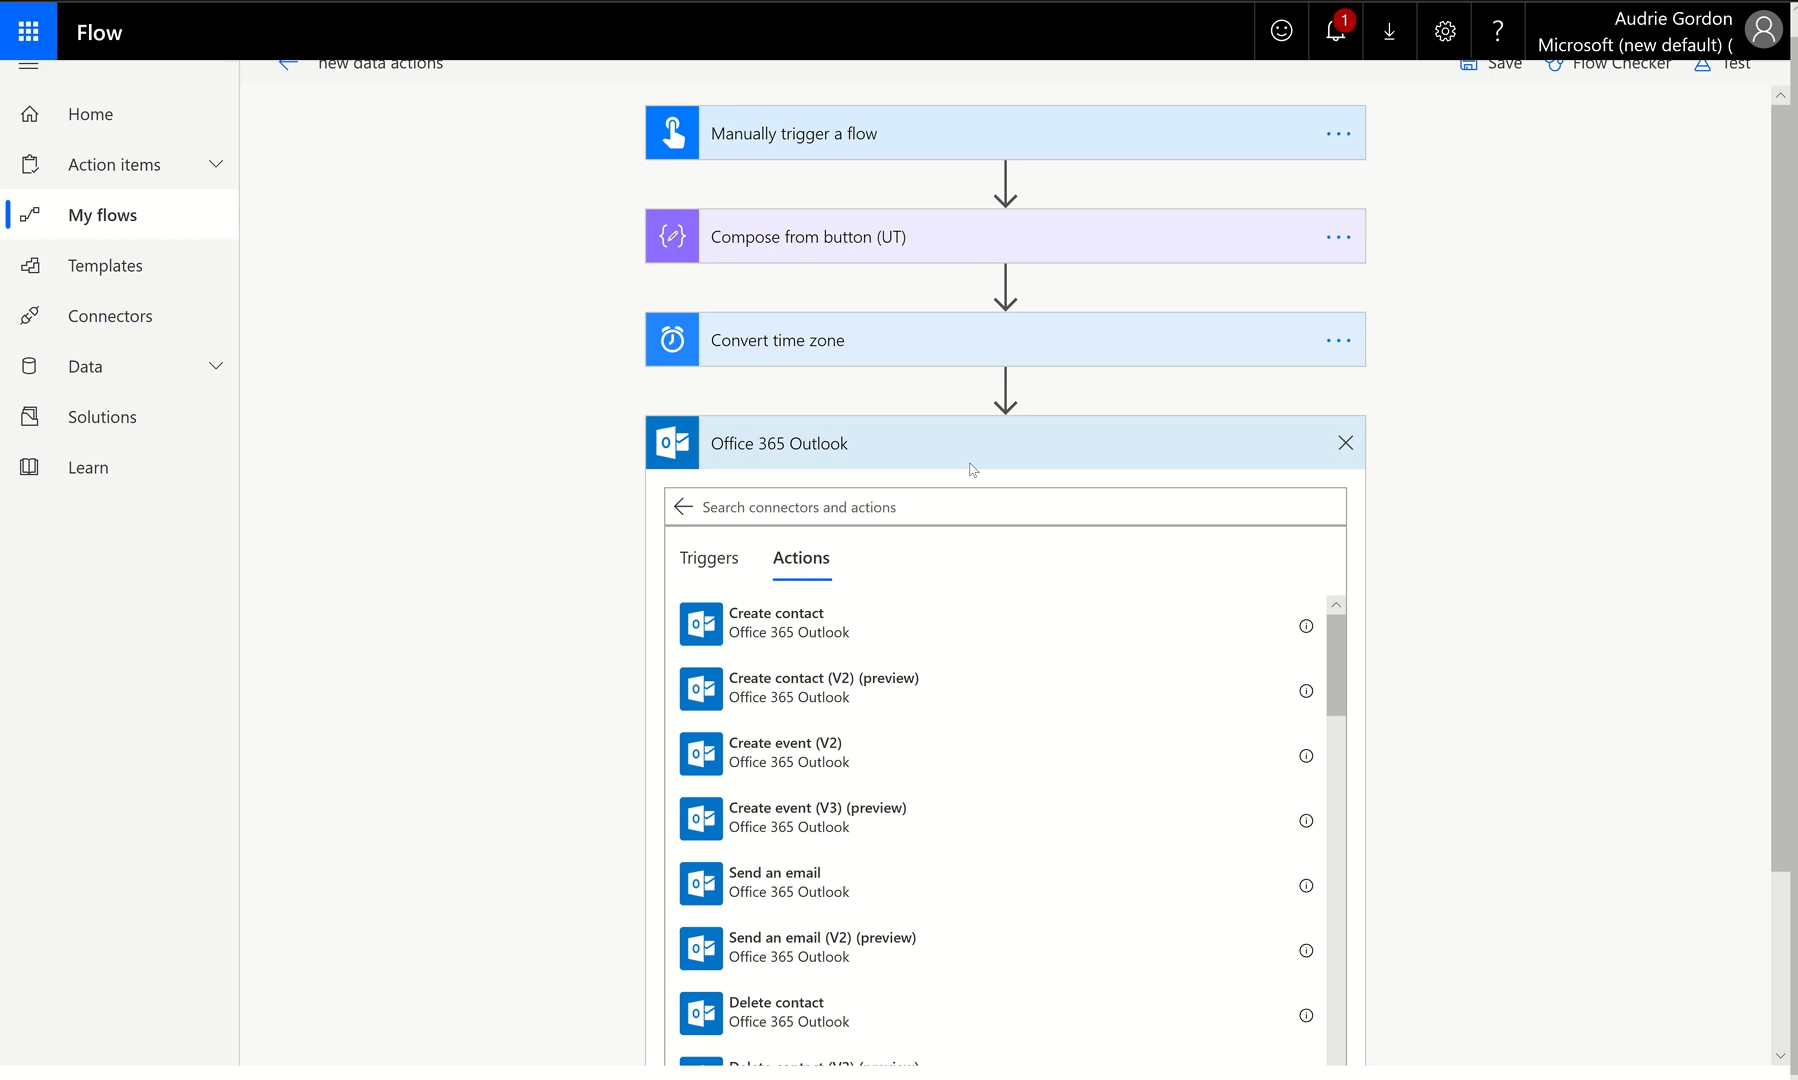 Flow
1
Audrie Gordon
Microsoft (new default) (
?
new data actions
Save
Flow Checker
Test
Home
Action items
My flows
Templates
Connectors
Data
Solutions
Learn
Manually trigger a flow
Compose from button (UT)
Convert time zone
Office 365 Outlook
Search connectors and actions
Triggers
Actions
Create contact
Office 365 Outlook
Create contact (V2) (preview)
Office 365 Outlook
Create event (V2)
Office 365 Outlook
Create event (V3) (preview)
Office 365 Outlook
Send an email
Office 365 Outlook
Send an email (V2) (preview)
Office 365 Outlook
Delete contact
Office 365 Outlook
Delete contact (V2) (preview)